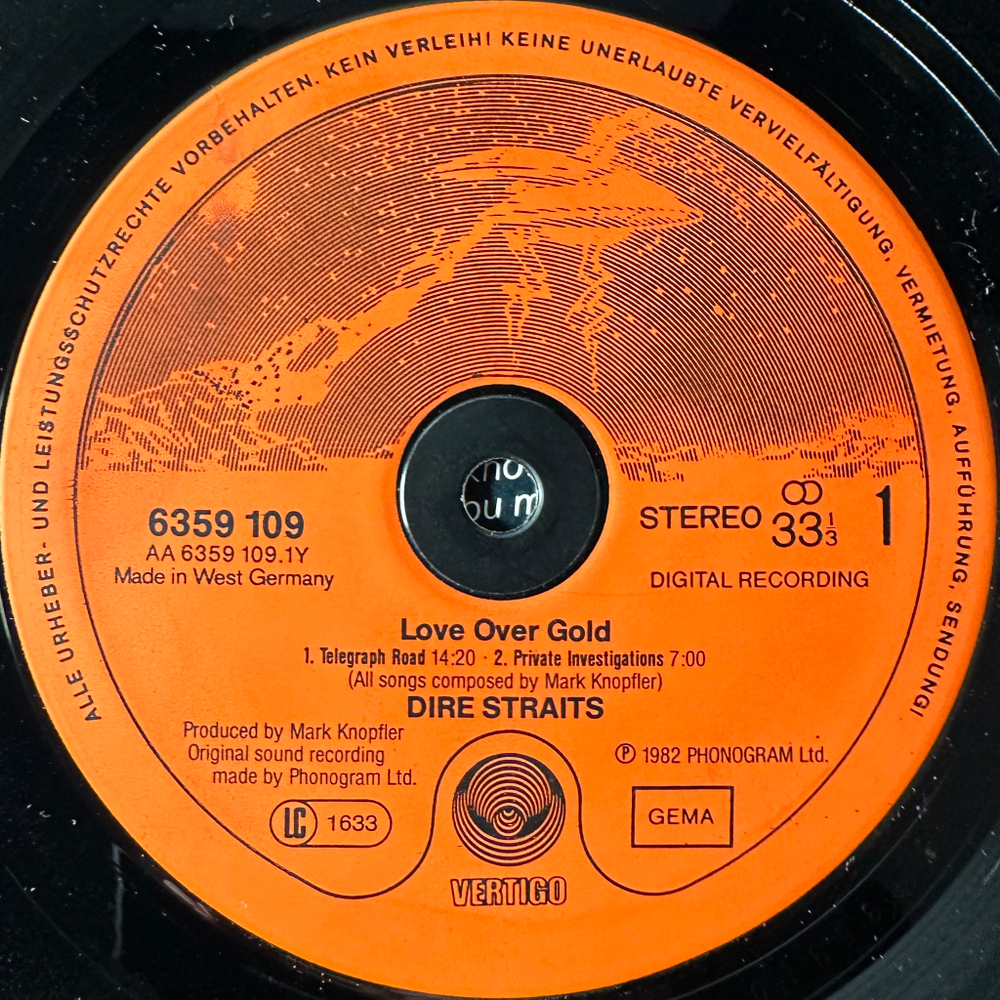 ALLE URHEBER- UND LEISTUNGSSCHUTZRECHTE VORBEHALTEN. KEIN VERLEIH! KEINE UNERLAUBTE VERVIELFÄLTIGUNG, VERMIETUNG, AUFFÜHRUNG, SENDUNG!
6359 109
AA 6359 109.1Y
Made in West Germany
STEREO 33⅓ 1
DIGITAL RECORDING
Love Over Gold
1. Telegraph Road 14:20 · 2. Private Investigations 7:00
(All songs composed by Mark Knopfler)
DIRE STRAITS
Produced by Mark Knopfler
Original sound recording
made by Phonogram Ltd.
℗ 1982 PHONOGRAM Ltd.
LC 1633
GEMA
VERTIGO